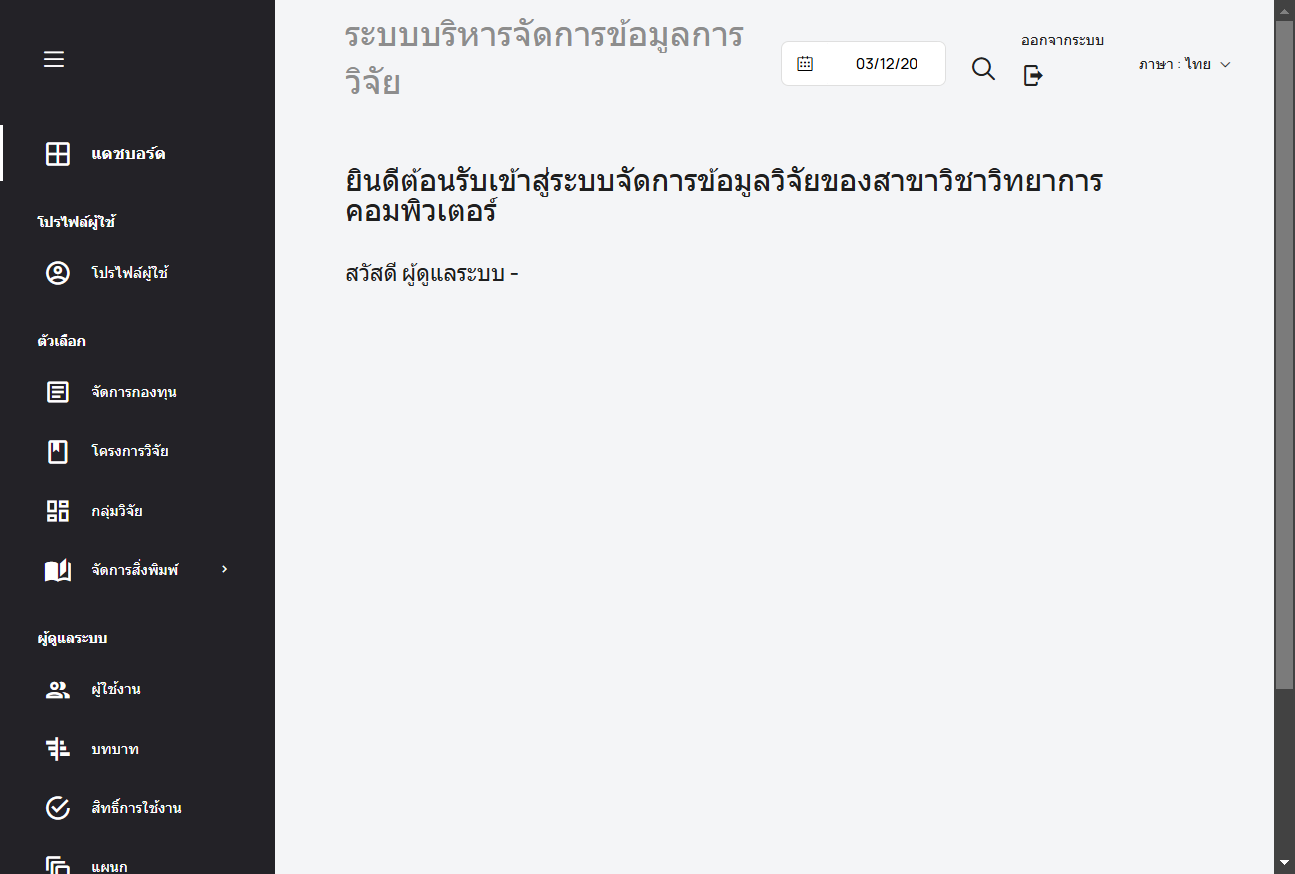 ระบบบริหารจัดการข้อมูลการ
วิจัย
03/12/20
ออกจากระบบ
ภาษา : ไทย
แดชบอร์ด
โปรไฟล์ผู้ใช้
โปรไฟล์ผู้ใช้
ตัวเลือก
จัดการกองทุน
โครงการวิจัย
กลุ่มวิจัย
จัดการสิ่งพิมพ์
ผู้ดูแลระบบ
ผู้ใช้งาน
บทบาท
สิทธิ์การใช้งาน
แผนก
ยินดีต้อนรับเข้าสู่ระบบจัดการข้อมูลวิจัยของสาขาวิชาวิทยาการ
คอมพิวเตอร์
สวัสดี ผู้ดูแลระบบ -